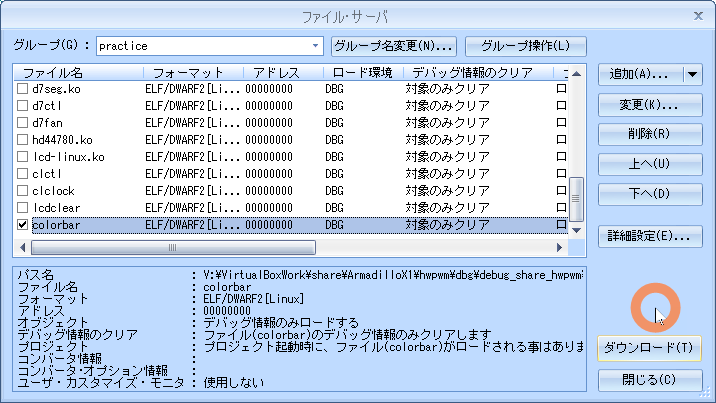 ファイル・サーバ
グループ(G) : practice グループ名変更(N)... グループ操作(L)
ファイル名 フォーマット アドレス ロード環境 デバッグ情報のクリア
d7seg.ko ELF/DWARF2[Li... 00000000 DBG 対象のみクリア ロ
d7ctl ELF/DWARF2[Li... 00000000 DBG 対象のみクリア ロ
d7fan ELF/DWARF2[Li... 00000000 DBG 対象のみクリア ロ
hd44780.ko ELF/DWARF2[Li... 00000000 DBG 対象のみクリア ロ
lcd-linux.ko ELF/DWARF2[Li... 00000000 DBG 対象のみクリア ロ
clctl ELF/DWARF2[Li... 00000000 DBG 対象のみクリア ロ
clclock ELF/DWARF2[Li... 00000000 DBG 対象のみクリア ロ
lcdclear ELF/DWARF2[Li... 00000000 DBG 対象のみクリア ロ
colorbar ELF/DWARF2[Li... 00000000 DBG 対象のみクリア ロ
追加(A)...
変更(K)...
削除(R)
上へ(U)
下へ(D)
詳細設定(E)...
パス名 : V:¥VirtualBoxWork¥share¥ArmadilloX1¥hwpwm¥dbg¥debug_share_hwpwm¥
ファイル名 : colorbar
フォーマット : ELF/DWARF2[Linux]
アドレス : 00000000
オブジェクト : デバッグ情報のみロードする
デバッグ情報のクリア : ファイル(colorbar)のデバッグ情報のみクリアします
プロジェクト : プロジェクト起動時に、ファイル(colorbar)がロードされる事はありま
コンバータ情報 :
コンバータ・オプション情報 :
ユーザ・カスタマイズ・モニタ : 使用しない
ダウンロード(T)
閉じる(C)